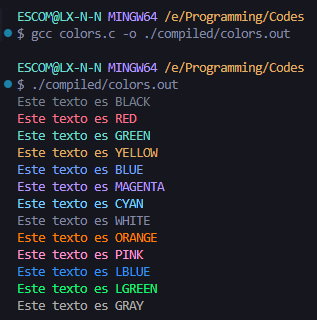 ESCOM@LX-N-N MINGW64 /e/Programming/Codes
$ gcc colors.c -o ./compiled/colors.out
ESCOM@LX-N-N MINGW64 /e/Programming/Codes
$ ./compiled/colors.out
Este texto es BLACK
Este texto es RED
Este texto es GREEN
Este texto es YELLOW
Este texto es BLUE
Este texto es MAGENTA
Este texto es CYAN
Este texto es WHITE
Este texto es ORANGE
Este texto es PINK
Este texto es LBLUE
Este texto es LGREEN
Este texto es GRAY